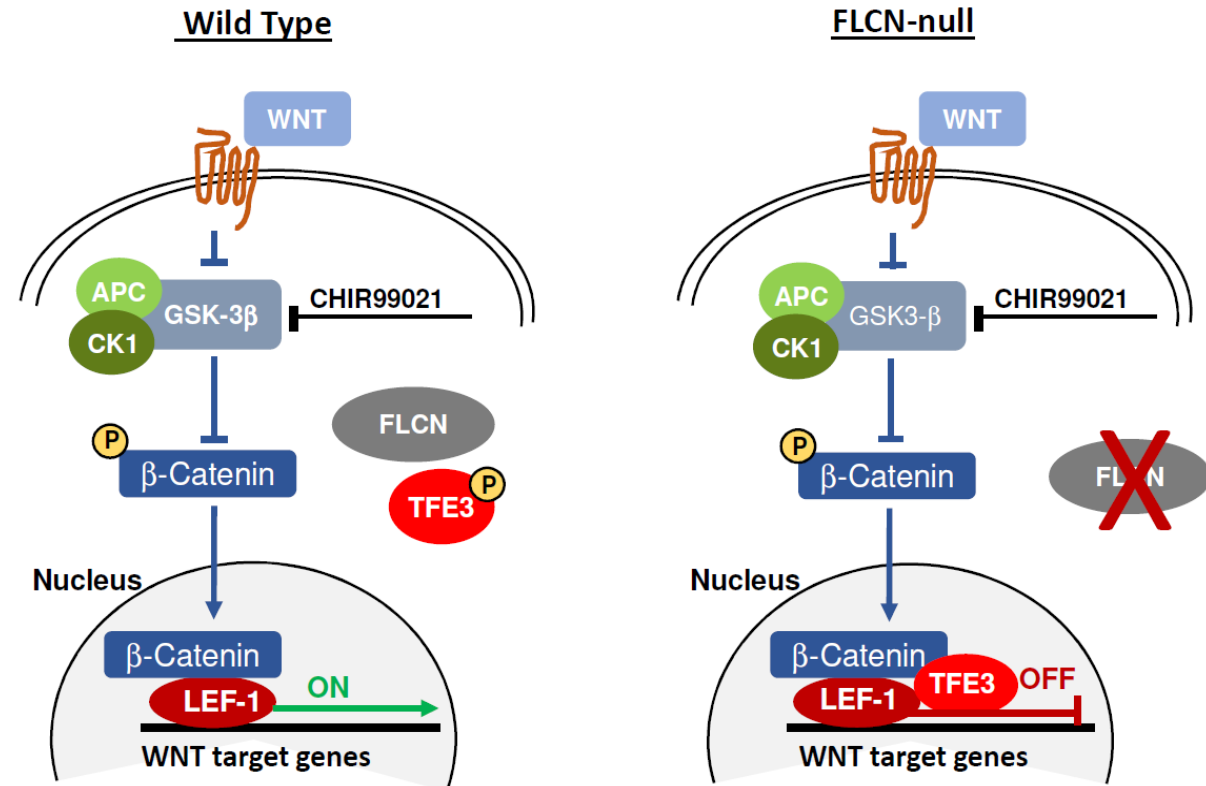 Wild Type
WNT
APC
GSK-3β
CHIR99021
CK1
FLCN
P
β-Catenin
P
TFE3
Nucleus
β-Catenin
ON
LEF-1
WNT target genes
FLCN-null
WNT
APC
GSK3-β
CHIR99021
CK1
P
β-Catenin
FLCN
Nucleus
β-Catenin
TFE3
OFF
LEF-1
WNT target genes